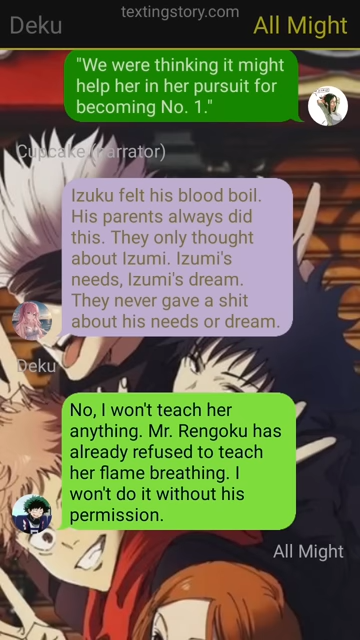 textingstory.com
Deku
All Might
"We were thinking it might
help her in her pursuit for
becoming No. 1."
Cupcake (narrator)
Izuku felt his blood boil.
His parents always did
this. They only thought
about Izumi. Izumi's
needs, Izumi's dream.
They never gave a shit
about his needs or dream.
Deku
No, I won't teach her
anything. Mr. Rengoku has
already refused to teach
her flame breathing. I
won't do it without his
permission.
All Might